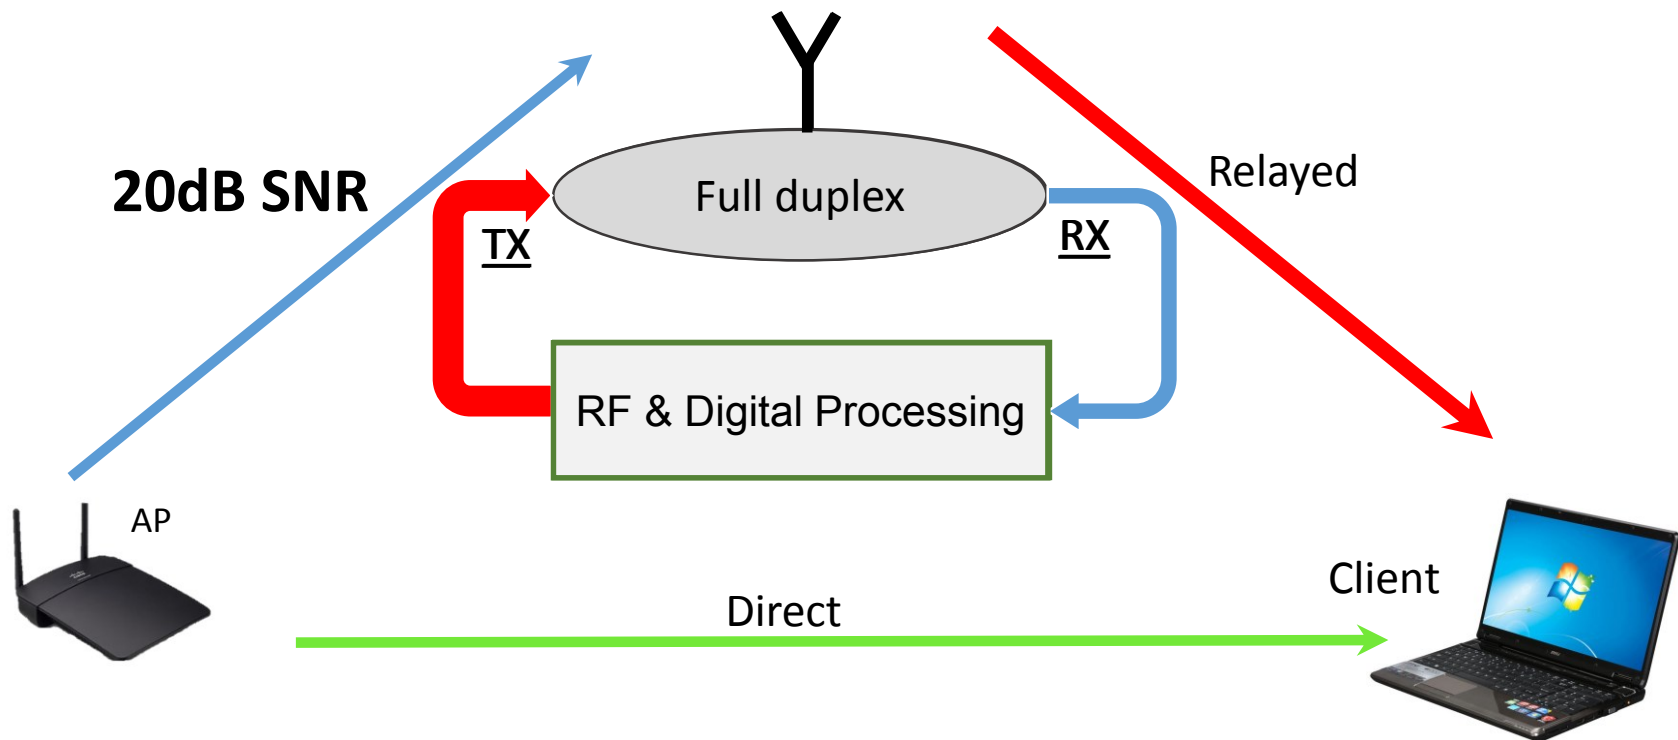 20dB SNR
Full duplex
Relayed
TX
RX
RF & Digital Processing
AP
Client
Direct